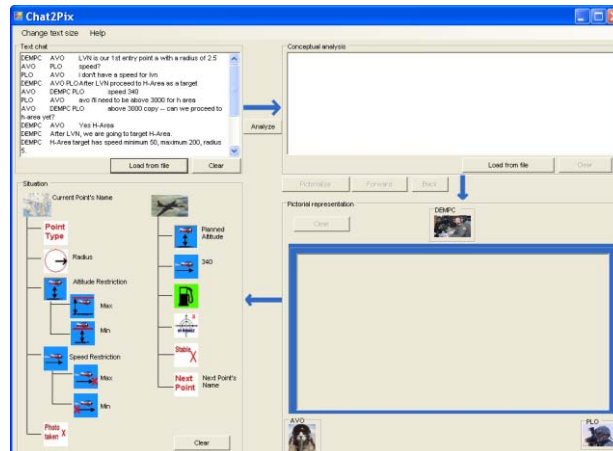 Chat2Pix
Change text size Help
Text chat
DEMPC AVO LVN is our 1st entry point a with a radius of 2.5
AVO PLO speed?
PLO AVO i don't have a speed for lvn
DEMPC AVO PLO After LVN proceed to H-Area as a target
AVO DEMPC PLO speed 340
PLO AVO avo I'll need to be above 3000 for h area
AVO DEMPC PLO above 3000 copy -- can we proceed to
h-area yet?
DEMPC AVO Yes H-Area
DEMPC After LVN, we are going to target H-Area.
DEMPC H-Area target has speed minimum 50, maximum 200, radius
5.
Load from file Clear
Analyze
Conceptual analysis
Load from file Clear
Pictorialize Forward Back
Situation
Current Point's Name
Point
Type
Radius
Altitude Restriction
Max
Min
Speed Restriction
Max
Min
Photo
taken X
Planned
Altitude
340
Stable
X
Next
Point
Next Point's
Name
Clear
Pictorial representation
Clear
DEMPC
AVO
PLO